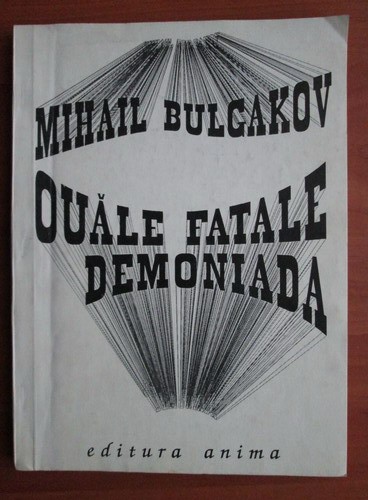 MIHAIL BULGAKOV
OUĂLE FATALE
DEMONIADA
editura anima